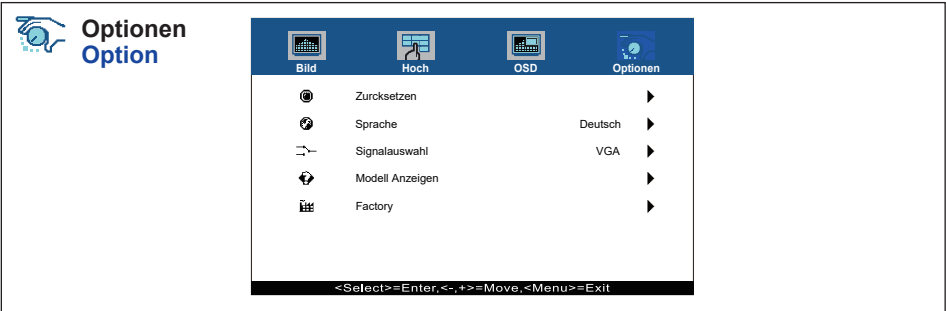 Optionen
Option
Bild Hoch OSD Optionen
Zurcksetzen
Sprache Deutsch
Signalauswahl VGA
Modell Anzeigen
Factory
<Select>=Enter,<-,+>=Move,<Menu>=Exit